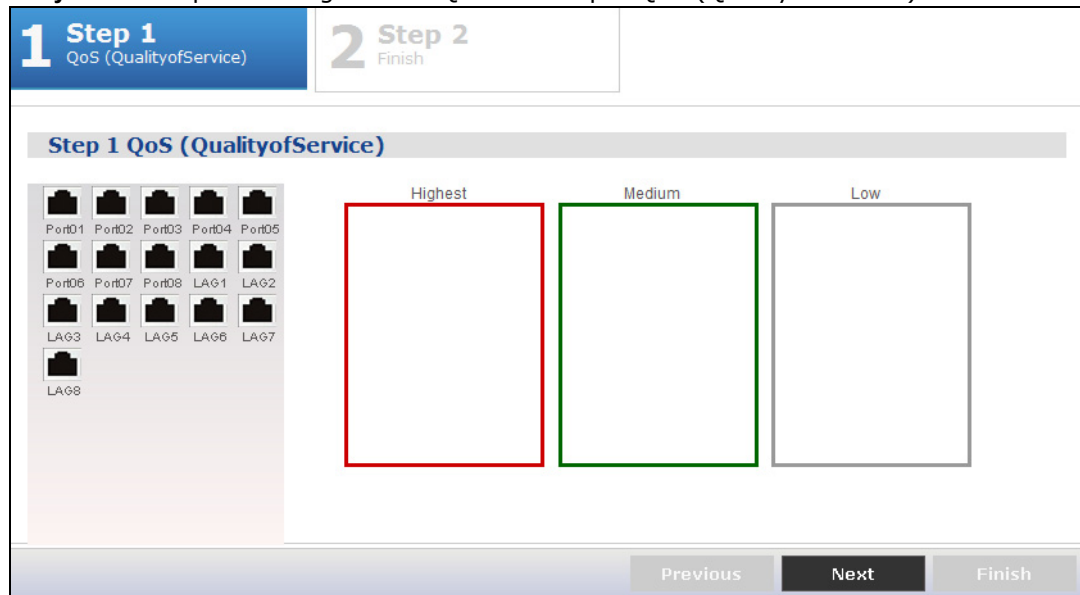 1 Step 1
QoS (QualityofService)
2 Step 2
Finish
Step 1 QoS (QualityofService)
Highest Medium Low
Port01 Port02 Port03 Port04 Port05
Port06 Port07 Port08 LAG1 LAG2
LAG3 LAG4 LAG5 LAG6 LAG7
LAG8
Previous Next Finish